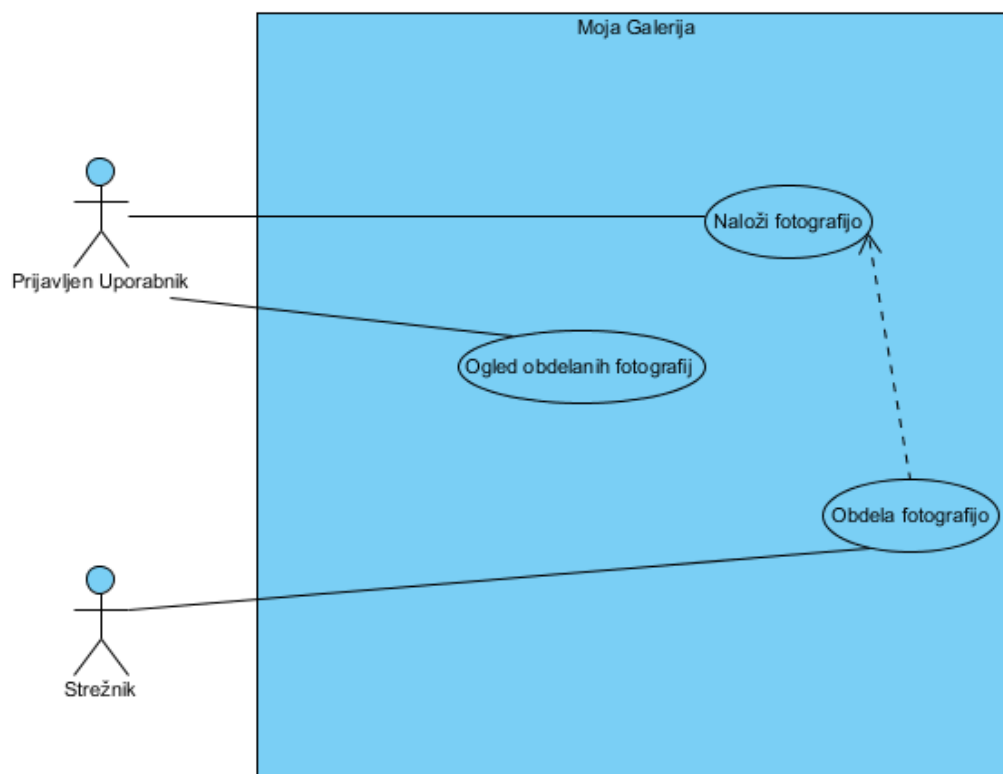 Moja Galerija
Naloži fotografijo
Prijavljen Uporabnik
Ogled obdelanih fotografij
Obdela fotografijo
Strežnik